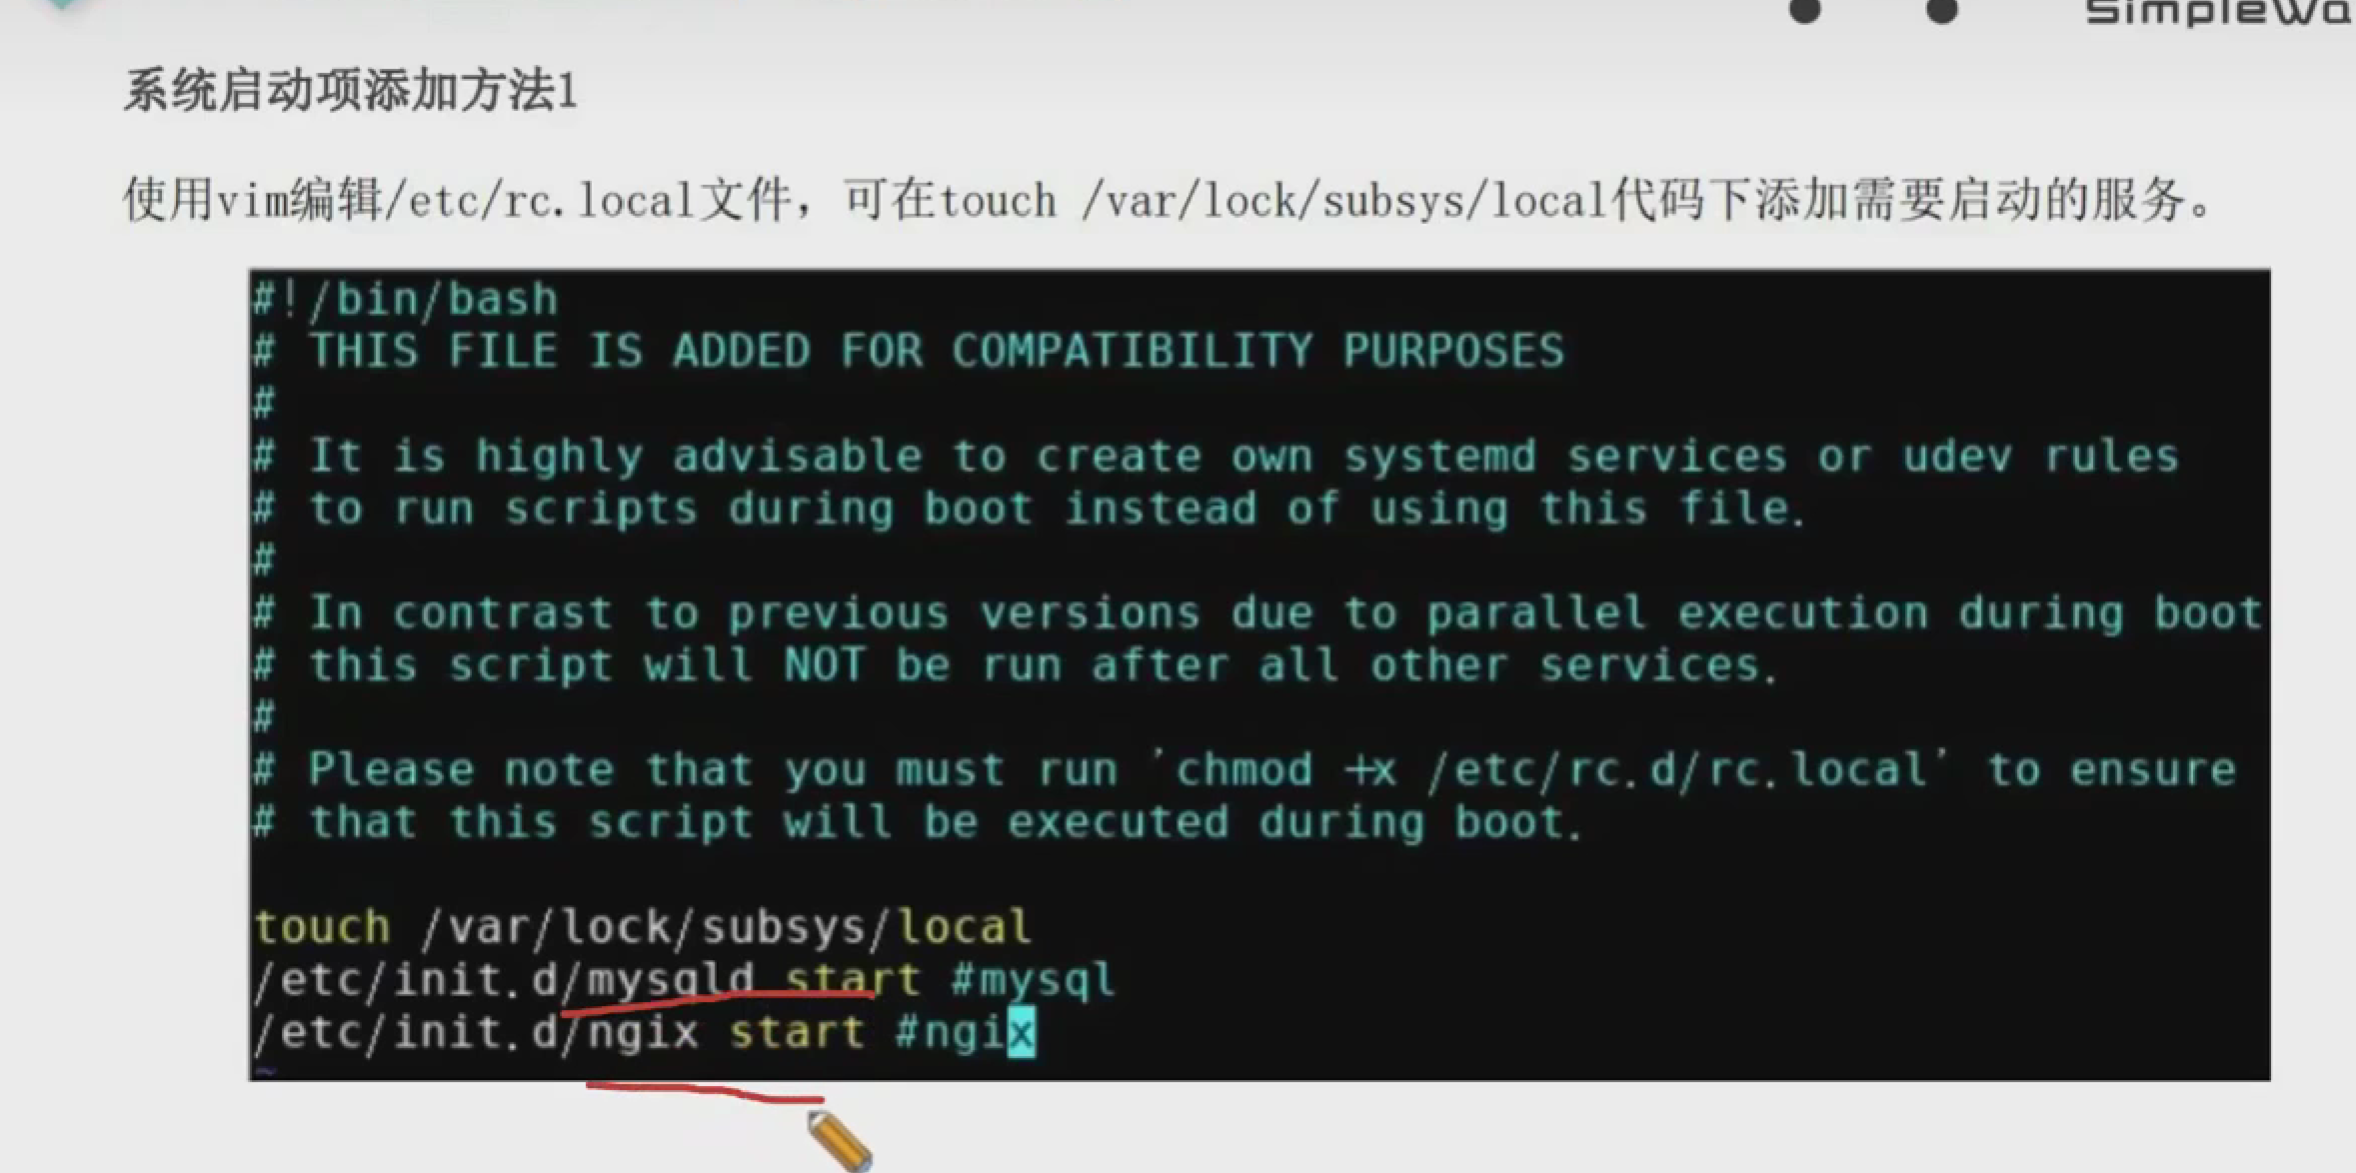 系统启动项添加方法1
使用vim编辑/etc/rc.local文件，可在touch /var/lock/subsys/local代码下添加需要启动的服务。
#!/bin/bash
# THIS FILE IS ADDED FOR COMPATIBILITY PURPOSES
#
# It is highly advisable to create own systemd services or udev rules
# to run scripts during boot instead of using this file.
#
# In contrast to previous versions due to parallel execution during boot
# this script will NOT be run after all other services.
#
# Please note that you must run 'chmod +x /etc/rc.d/rc.local' to ensure
# that this script will be executed during boot.
touch /var/lock/subsys/local
/etc/init.d/mysqld start #mysql
/etc/init.d/ngix start #ngix
~